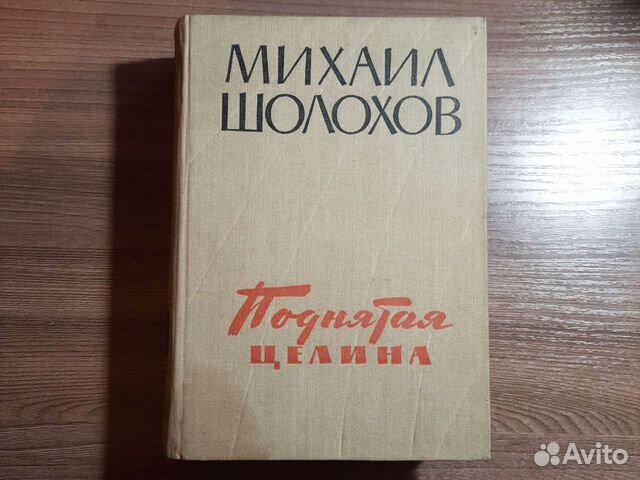 МИХАИЛ
ШОЛОХОВ
Поднятая
ЦЕЛИНА
Avito